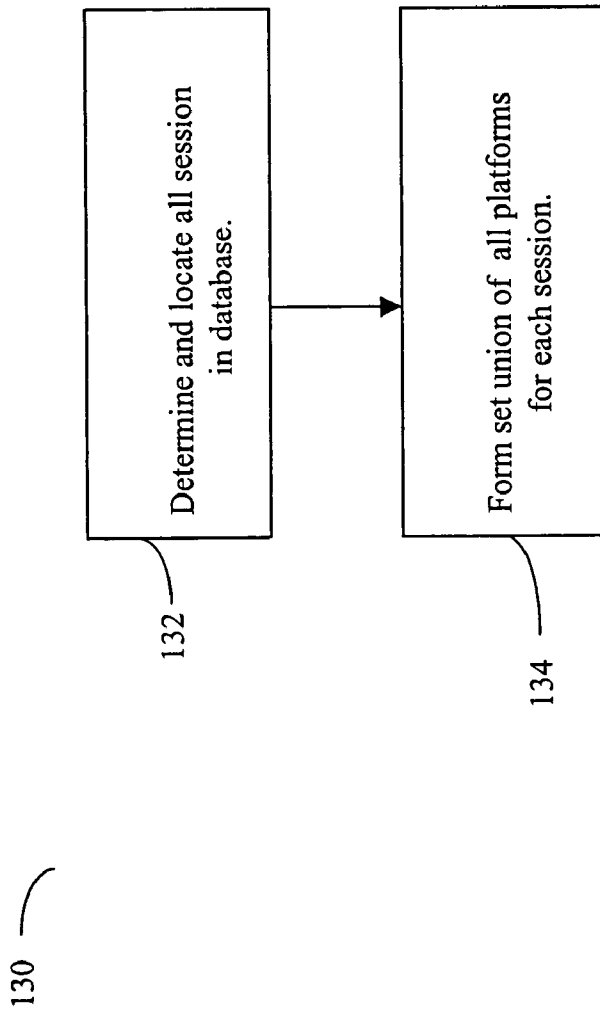 130
132
Determine and locate all session
in database.
134
Form set union of all platforms
for each session.